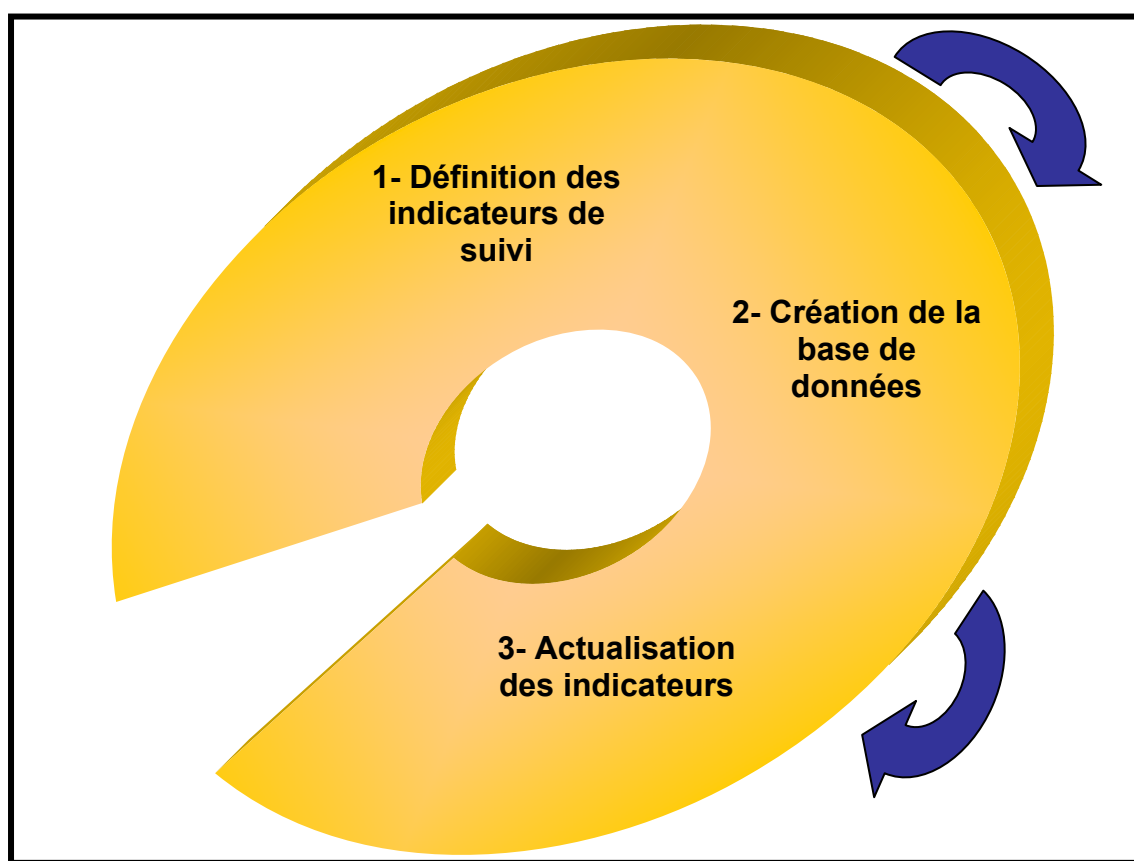 1- Définition des
indicateurs de
suivi
2- Création de la
base de
données
3- Actualisation
des indicateurs